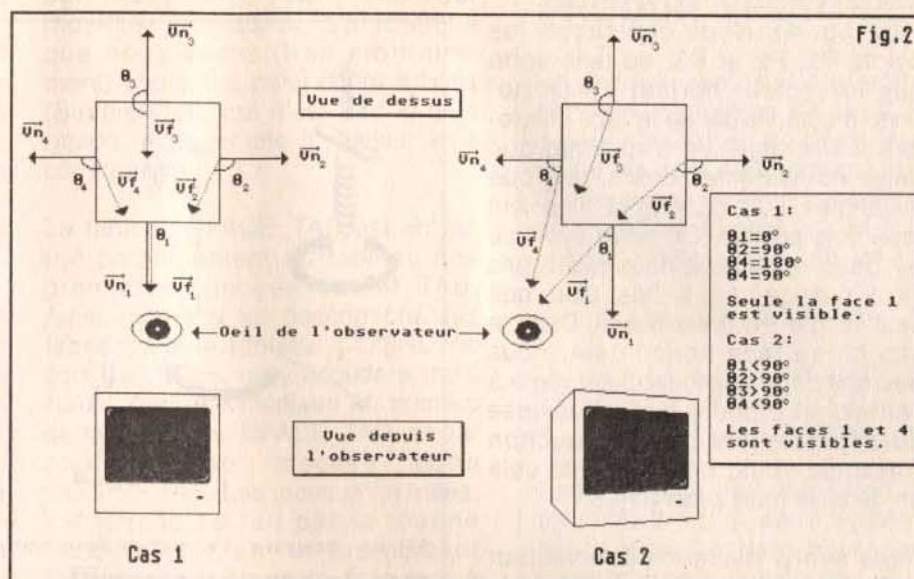 Fig.2
Vn3
θ3
Vf3
Vn4
θ4
Vf4
Vf2
θ2
Vn2
θ1
Vn1
Vf1
Vue de dessus
Vn3
θ3
Vf3
Vn4
θ4
Vf
Vf2
θ2
Vn
θ1
Vf1
Vn1
Oeil de l'observateur
Cas 1:
θ1=0°
θ2=90°
θ4=180°
θ4=90°
Seule la face 1
est visible.
Cas 2:
θ1<90°
θ2>90°
θ3>90°
θ4<90°
Les faces 1 et 4
sont visibles.
Vue depuis
l'observateur
Cas 1
Cas 2